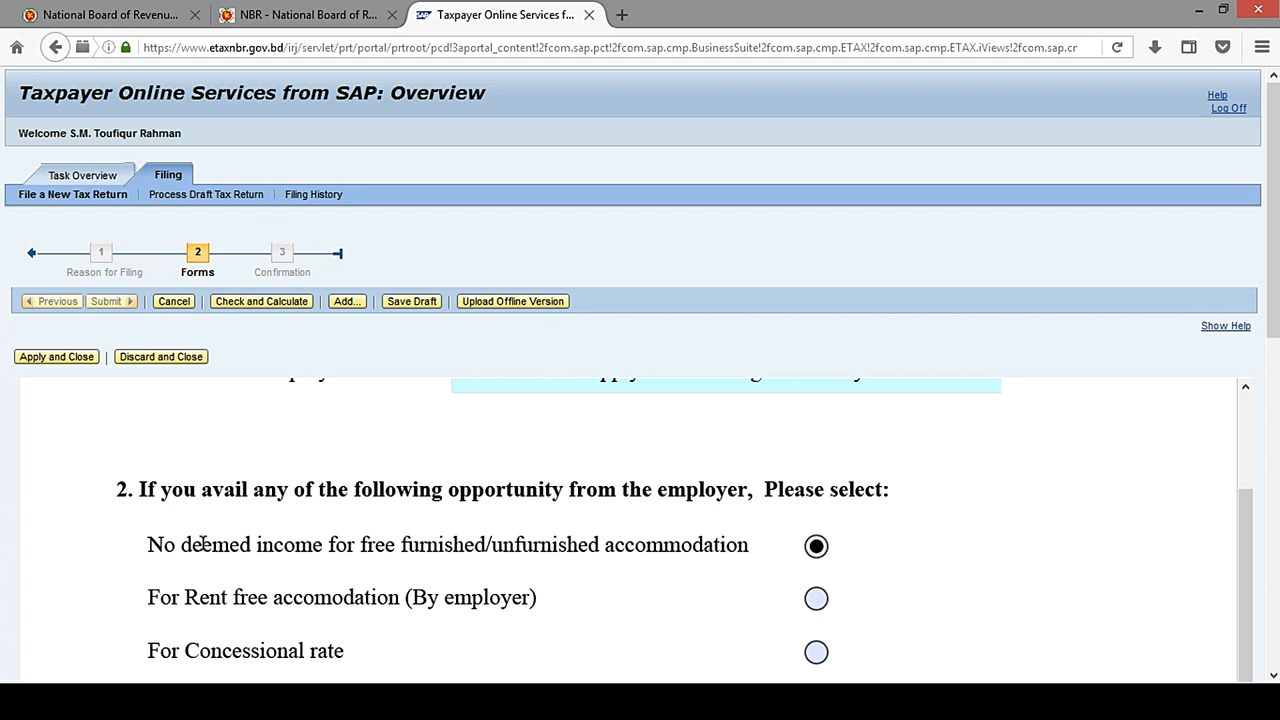 National Board of Revenu...
NBR - National Board of R...
SAP
Taxpayer Online Services f...
https://www.etaxnbr.gov.bd/irj/servlet/prt/portal/prtroot/pcd!3aportal_content!2fcom.sap.pct!2fcom.sap.cmp.BusinessSuite!2fcom.sap.cmp.ETAX!2fcom.sap.cmp.ETAX.iViews!2fcom.sap.cr
Taxpayer Online Services from SAP: Overview
Help
Log Off
Welcome S.M. Toufiqur Rahman
Task Overview
Filing
File a New Tax Return
Process Draft Tax Return
Filing History
1
2
3
Reason for Filing
Forms
Confirmation
Previous
Submit
Cancel
Check and Calculate
Add...
Save Draft
Upload Offline Version
Show Help
Apply and Close
Discard and Close
2. If you avail any of the following opportunity from the employer, Please select:
No deemed income for free furnished/unfurnished accommodation
For Rent free accomodation (By employer)
For Concessional rate